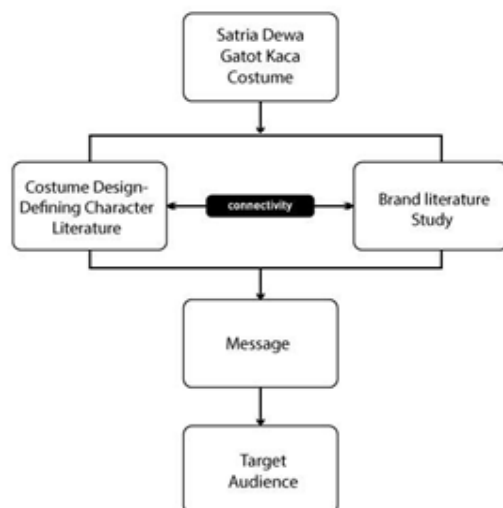 Satria Dewa
Gatot Kaca
Costume
Costume Design-
Defining Character
Literature
connectivity
Brand literature
Study
Message
Target
Audience